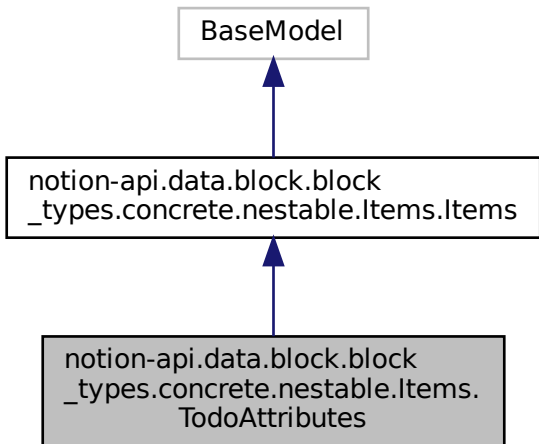 BaseModel
notion-api.data.block.block
_types.concrete.nestable.Items.Items
notion-api.data.block.block
_types.concrete.nestable.Items.
TodoAttributes